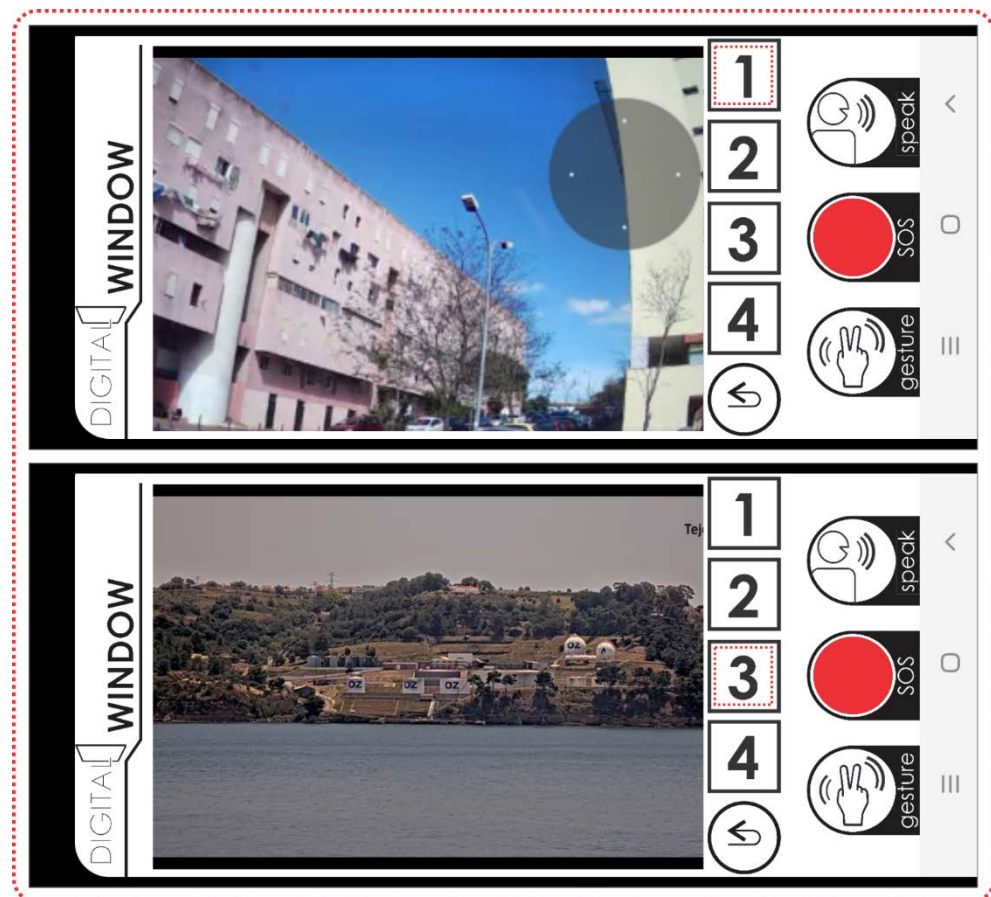 DIGITAL
WINDOW
1
2
3
4
speak
SOS
gesture
DIGITAL
WINDOW
Tejo
OZ OZ OZ
OZ
1
2
3
4
speak
SOS
gesture